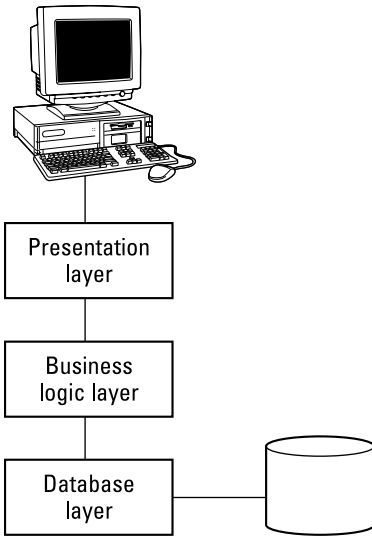 Presentation
layer
Business
logic layer
Database
layer